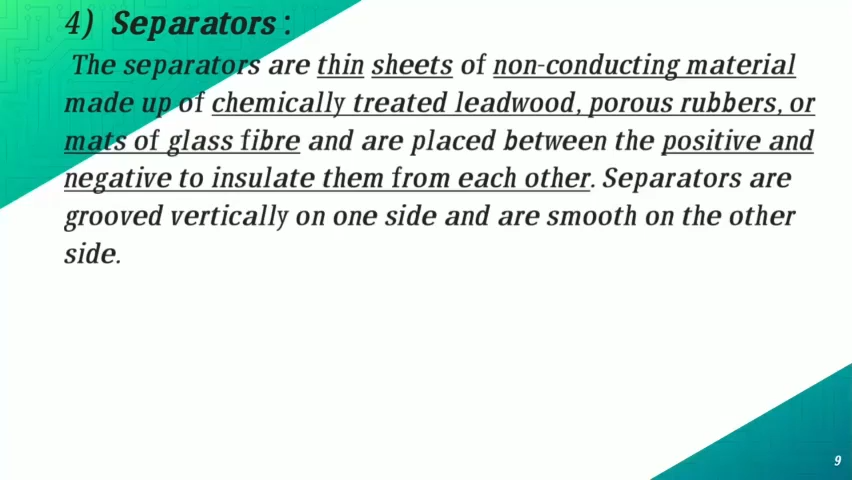 4) Separators :
The separators are thin sheets of non-conducting material
made up of chemically treated leadwood, porous rubbers, or
mats of glass fibre and are placed between the positive and
negative to insulate them from each other. Separators are
grooved vertically on one side and are smooth on the other
side.
9